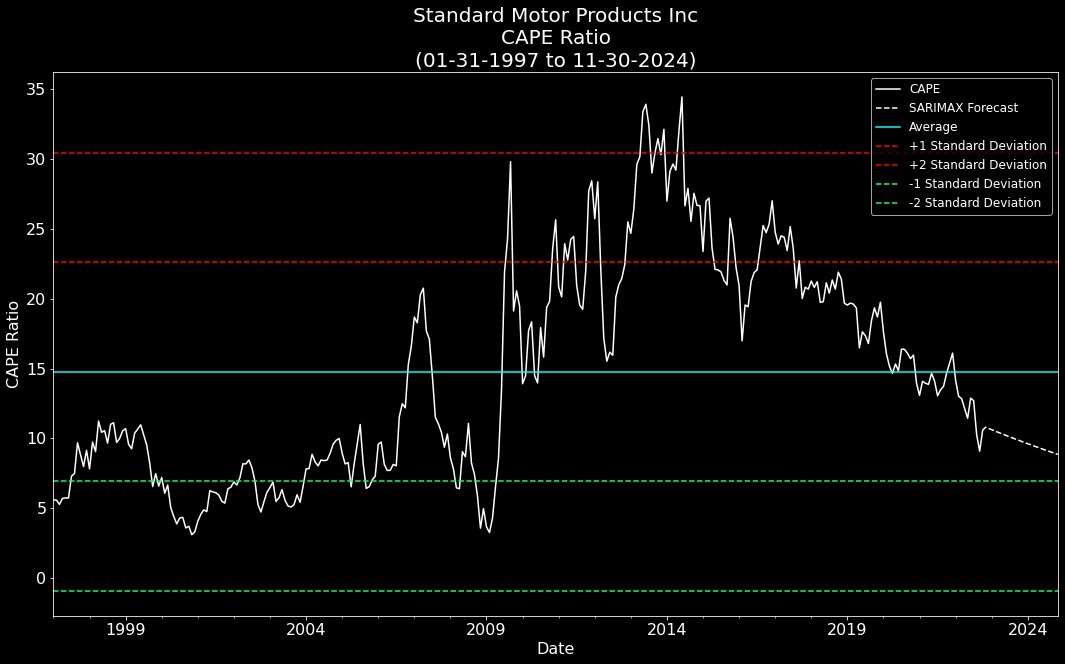 Standard Motor Products Inc
CAPE Ratio
(01-31-1997 to 11-30-2024)
CAPE
SARIMAX Forecast
Average
+1 Standard Deviation
+2 Standard Deviation
-1 Standard Deviation
-2 Standard Deviation
35
30
25
20
15
10
5
0
CAPE Ratio
1999
2004
2009
2014
2019
2024
Date